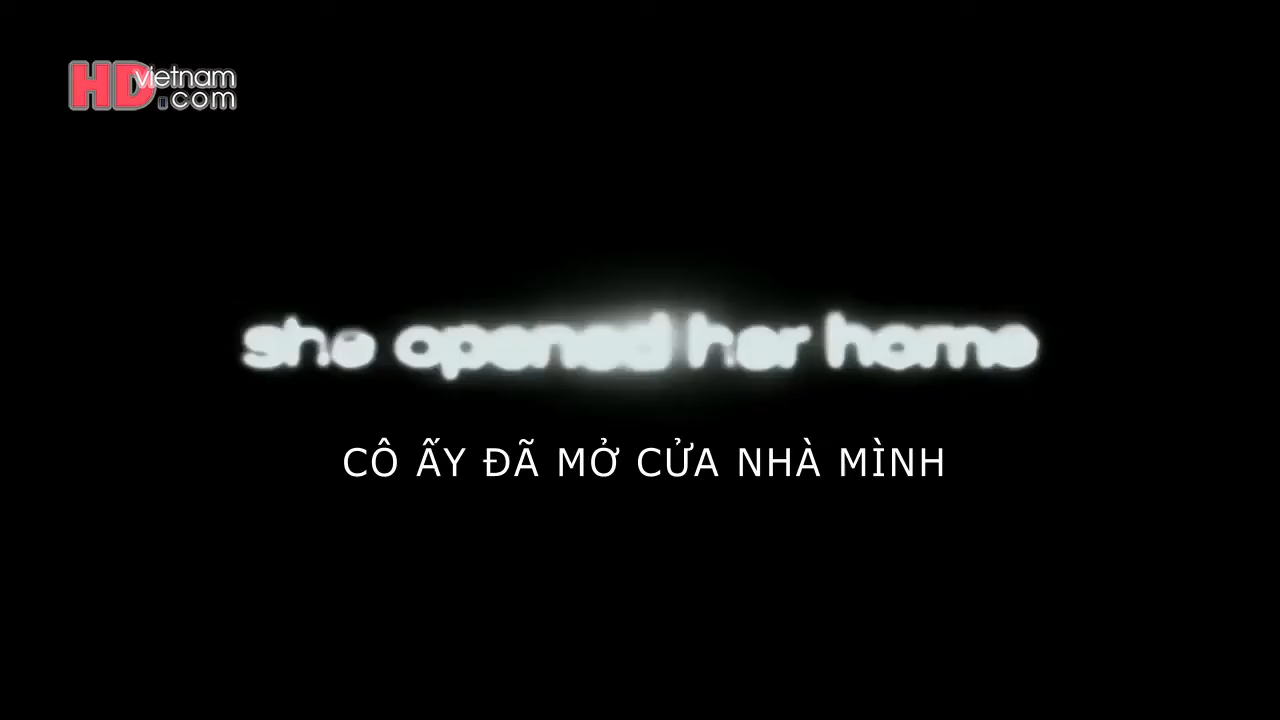 HDvietnam
.com
she opened her home
CÔ ẤY ĐÃ MỞ CỬA NHÀ MÌNH